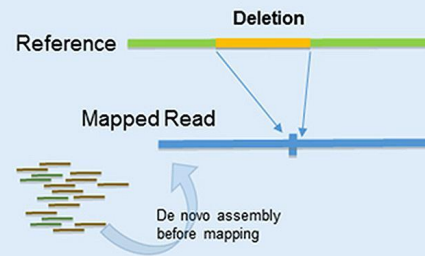 Deletion
Reference
Mapped Read
De novo assembly
before mapping